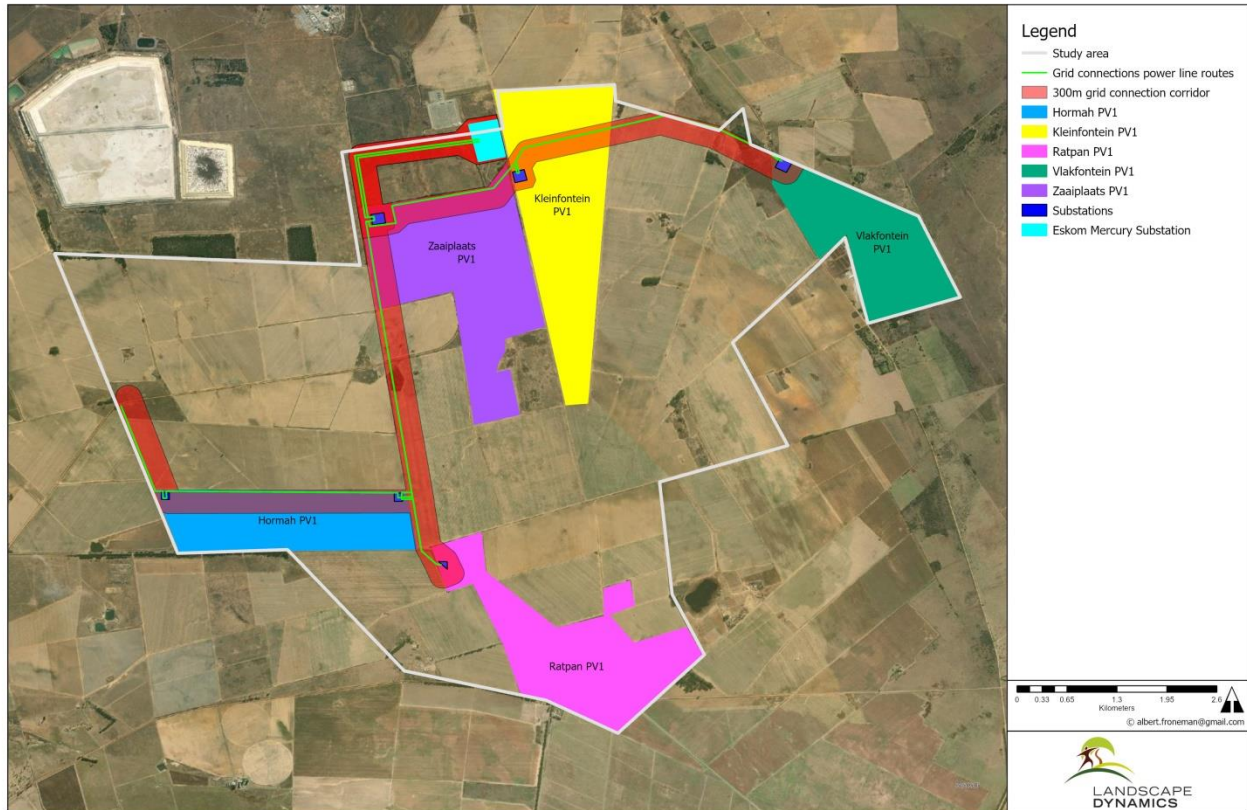 Kleinfontein
PV1
Zaaiplaats
PV1
Vlakfontein
PV1
Hormah PV1
Ratpan PV1
Legend
Study area
Grid connections power line routes
300m grid connection corridor
Hormah PV1
Kleinfontein PV1
Ratpan PV1
Vlakfontein PV1
Zaaiplaats PV1
Substations
Eskom Mercury Substation
0 0.33 0.65 1.3 1.95 2.6
Kilometers
© albert.froneman@gmail.com
LANDSCAPE
DYNAMICS